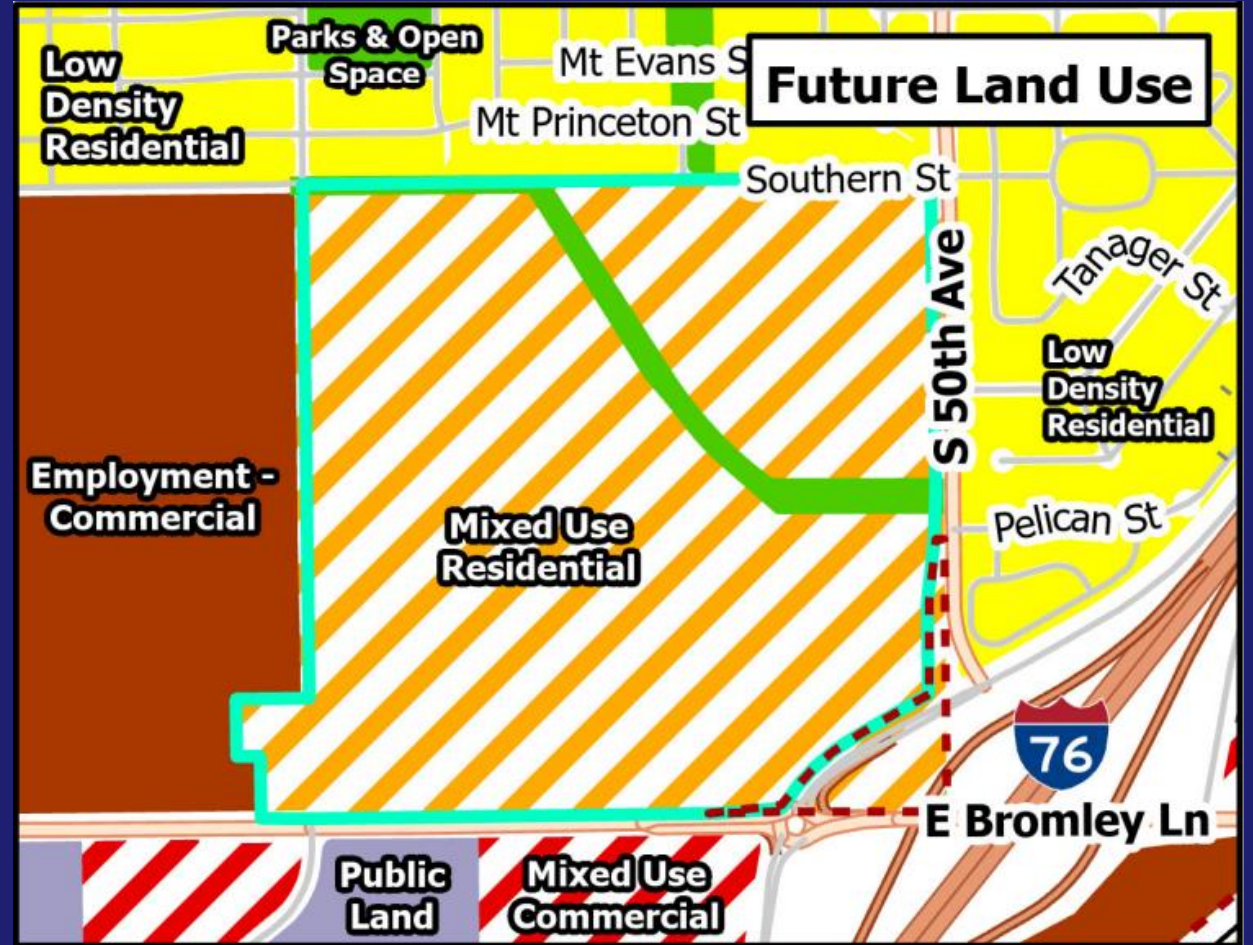 Future Land Use
Low
Density
Residential
Parks & Open
Space
Mt Evans S
Mt Princeton St
Southern St
S 50th Ave
Tanager St
Low
Density
Residential
Pelican St
Employment -
Commercial
Mixed Use
Residential
76
E Bromley Ln
Public
Land
Mixed Use
Commercial